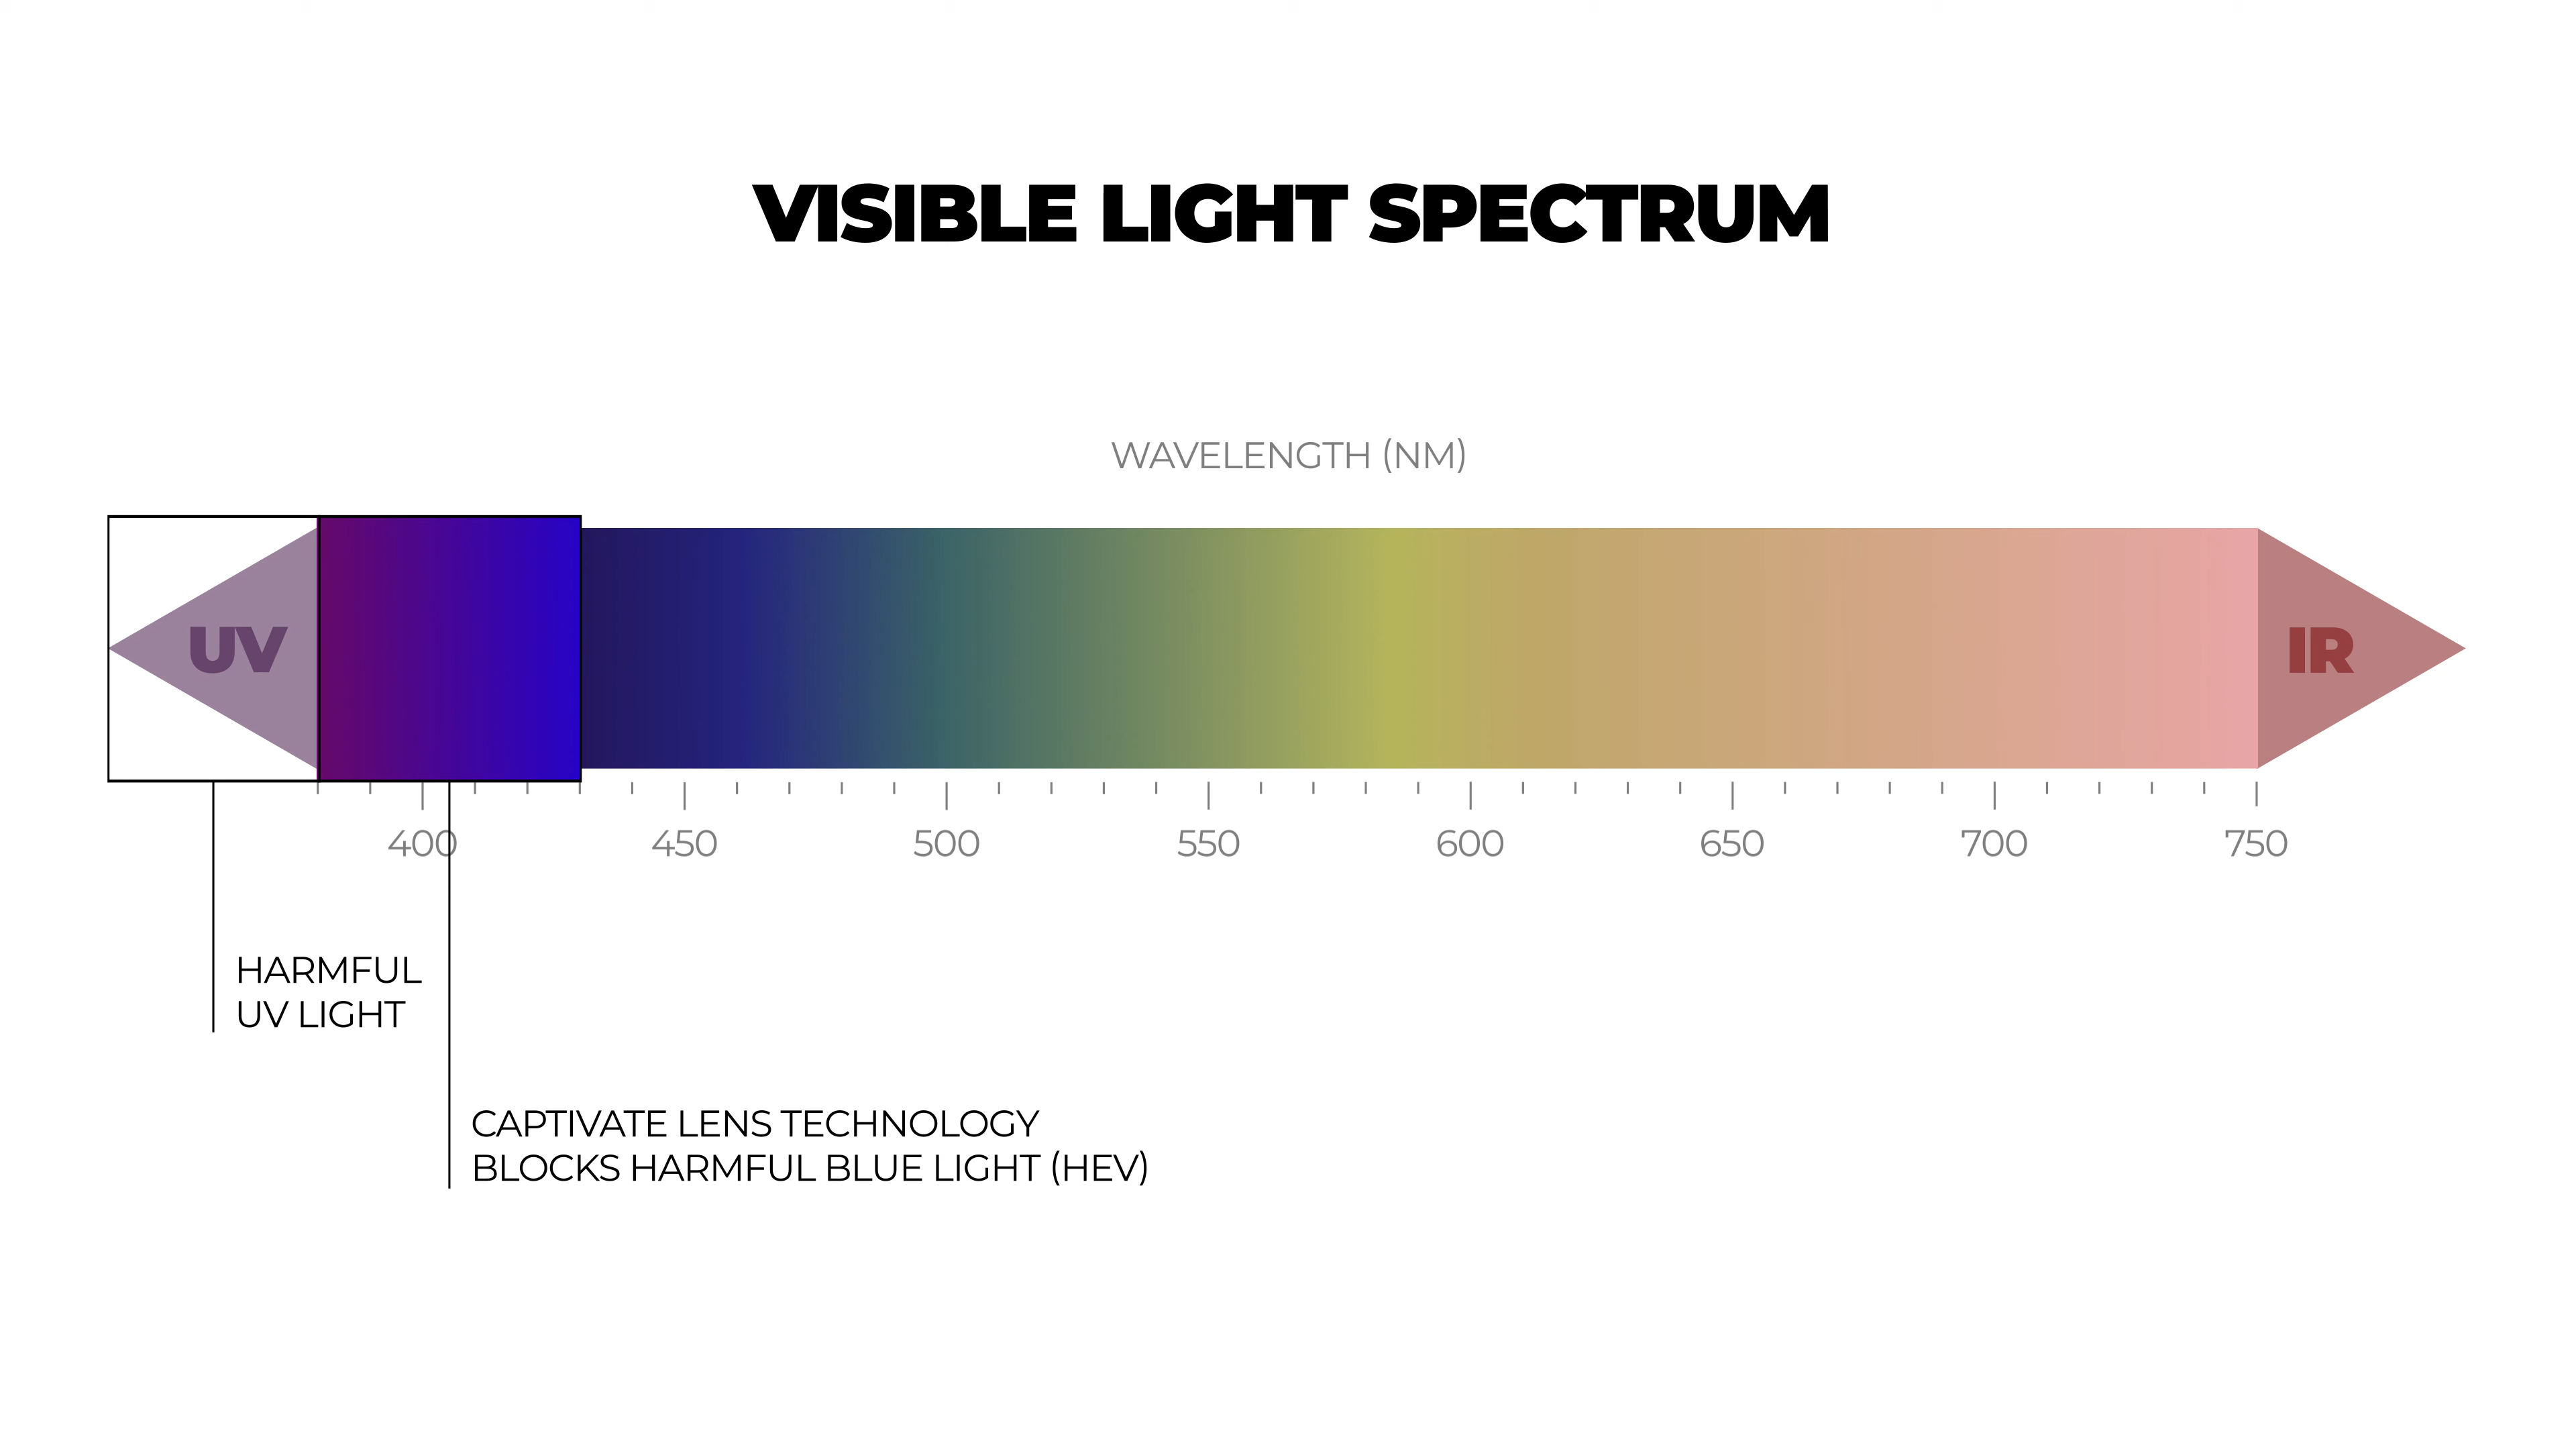 VISIBLE LIGHT SPECTRUM
WAVELENGTH (NM)
UV
IR
400 450 500 550 600 650 700 750
HARMFUL
UV LIGHT
CAPTIVATE LENS TECHNOLOGY
BLOCKS HARMFUL BLUE LIGHT (HEV)